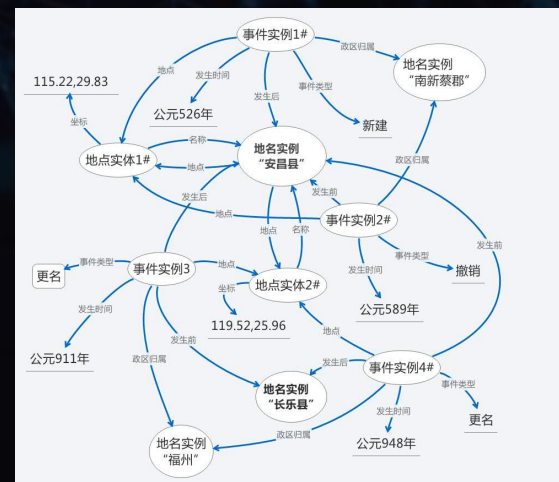 事件实例1#
政区归属
地名实例
“南新蔡郡”
115.22,29.83
地点
发生时间
发生后
事件类型
公元526年
坐标
新建
名称
地名实例
“安昌县”
地点实体1#
地点
政区归属
发生后
发生前
地点
事件实例2#
地点
名称
发生前
事件类型
事件实例3
地点
事件类型
发生时间
撤销
更名
坐标
地点实体2#
发生时间
119.52,25.96
公元589年
政区归属
发生前
地点
公元911年
发生后
事件实例4#
地名实例
“长乐县”
事件类型
发生时间
更名
政区归属
地名实例
“福州”
公元948年